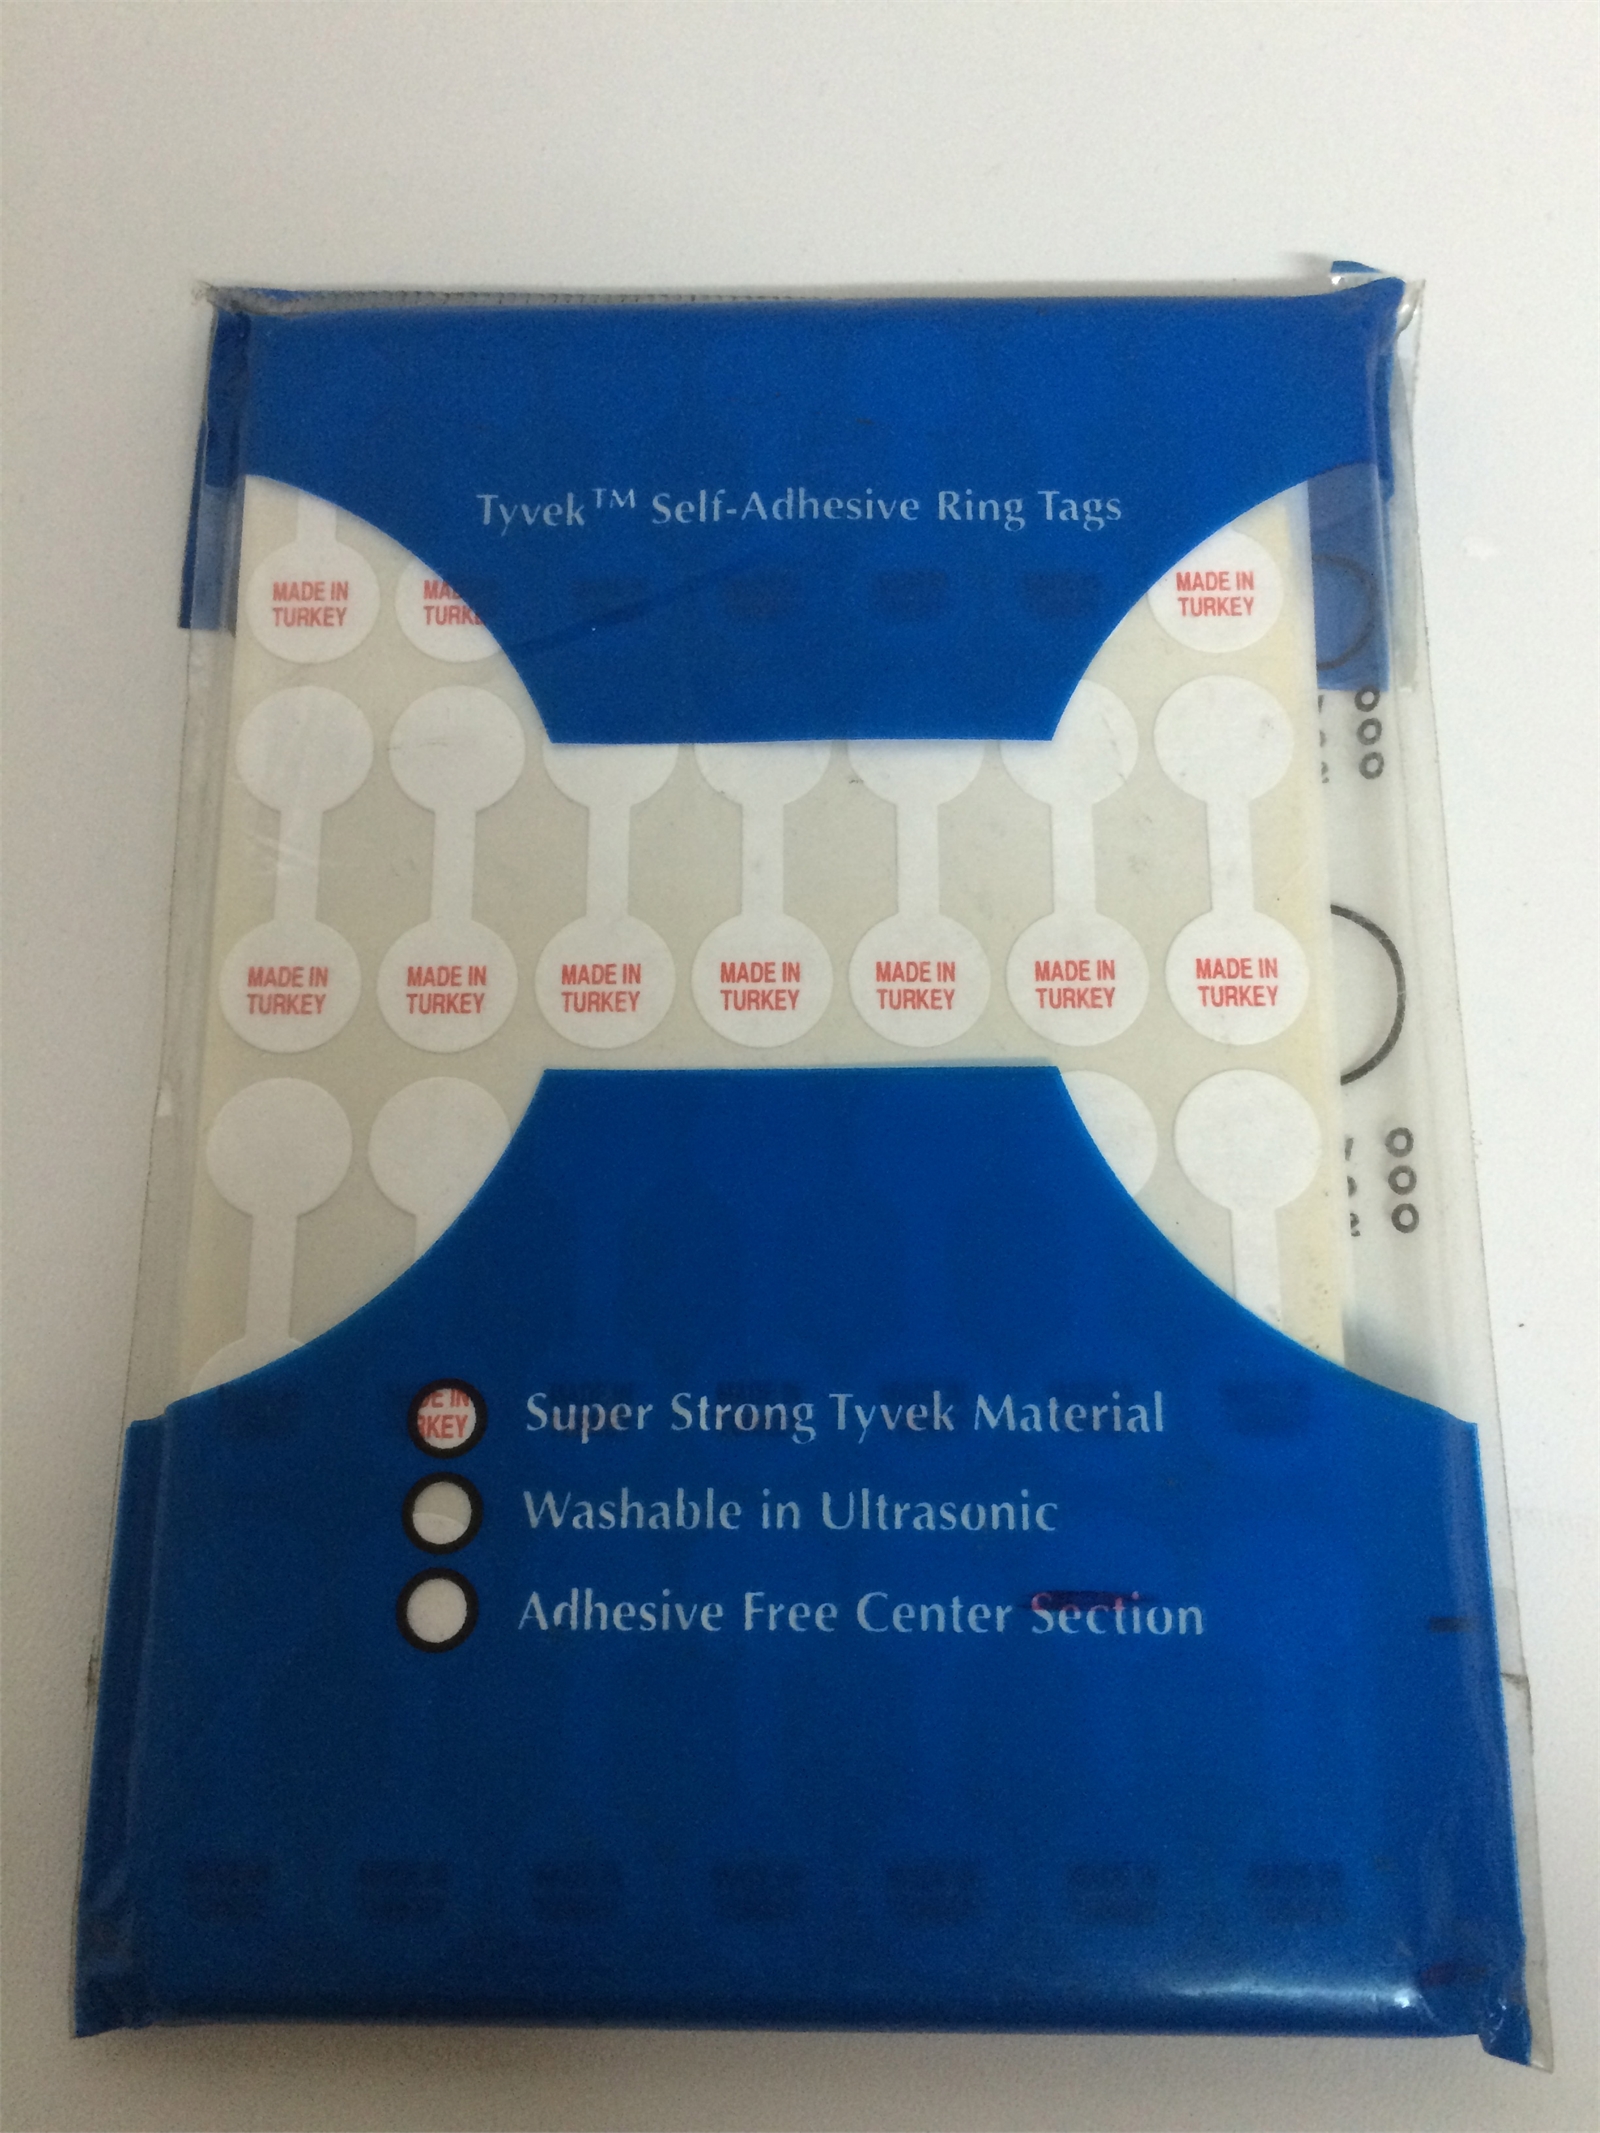 Tyvek™ Self-Adhesive Ring Tags
MADE IN
TURKEY
MADE IN
TURKEY
MADE IN
TURKEY
MADE IN
TURKEY
MADE IN
TURKEY
MADE IN
TURKEY
MADE IN
TURKEY
MADE IN
TURKEY
MADE IN
TURKEY
Super Strong Tyvek Material
Washable in Ultrasonic
Adhesive Free Center Section